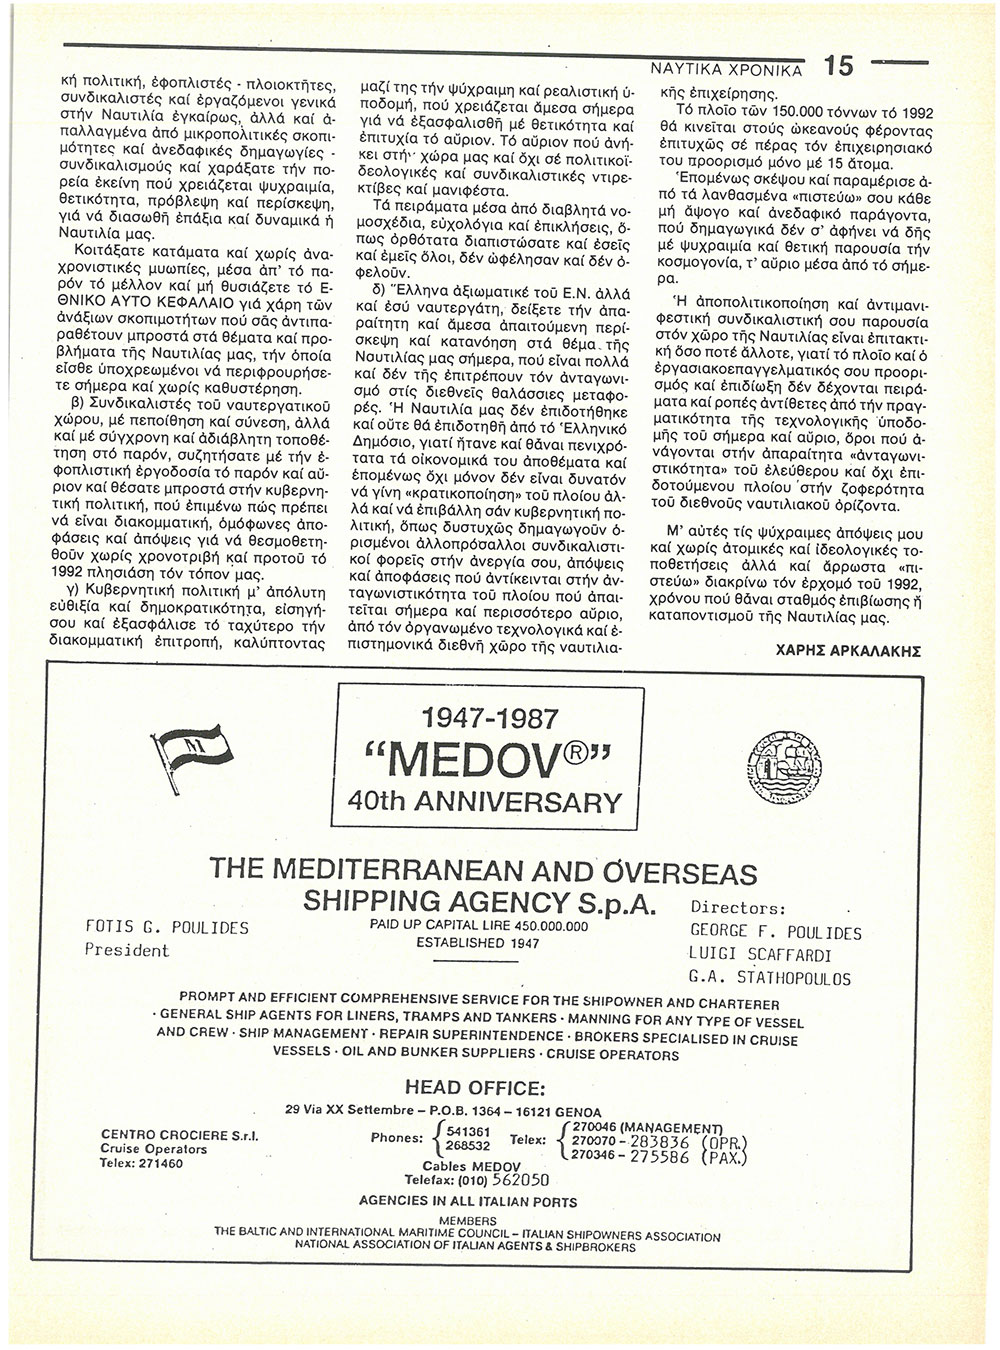 ΝΑΥΤΙΚΑ ΧΡΟΝΙΚΑ 15
κή πολιτική, ἐφοπλιστές - πλοιοκτῆτες,
συνδικαλιστές καί ἐργαζόμενοι γενικά
στήν Ναυτιλία ἐγκαίρως, ἀλλά καί ἀ-
παλλαγμένα ἀπό μικροπολιτικές σκοπι-
μότητες καί ἀνεδαφικές δημαγωγίες -
συνδικαλισμούς καί χαράξατε τήν πο-
ρεία ἐκείνη πού χρειάζεται ψυχραιμία,
θετικότητα, πρόβλεψη καί περίσκεψη,
γιά νά διασωθῆ ἐπάξια καί δυναμικά ἡ
Ναυτιλία μας.
Κοιτάξατε κατάματα καί χωρίς ἀνα-
χρονιστικές μυωπίες, μέσα ἀπ' τό πα-
ρόν τό μέλλον καί μή θυσιάζετε τό Ε-
ΘΝΙΚΟ ΑΥΤΟ ΚΕΦΑΛΑΙΟ γιά χάρη τῶν
ἀνάξιων σκοπιμοτήτων πού σᾶς ἀντιπα-
ραθέτουν μπροστά στά θέματα καί προ-
βλήματα τῆς Ναυτιλίας μας, τήν ὁποία
εἶσθε ὑποχρεωμένοι νά περιφρουρήσε-
τε σήμερα καί χωρίς καθυστέρηση.
β) Συνδικαλιστές τοῦ ναυτεργατικοῦ
χώρου, μέ πεποίθηση καί σύνεση, ἀλλά
καί μέ σύγχρονη καί ἀδιάβλητη τοποθέ-
τηση στό παρόν, συζητήσατε μέ τήν ἐ-
φοπλιστική ἐργοδοσία τό παρόν καί αὔ-
ριον καί θέσατε μπροστά στήν κυβερνη-
τική πολιτική, πού ἐπιμένω πώς πρέπει
νά εἶναι διακομματική, ὁμόφωνες ἀπο-
φάσεις καί ἀπόψεις γιά νά θεσμοθετη-
θοῦν χωρίς χρονοτριβή καί προτοῦ τό
1992 πλησιάση τόν τόπον μας.
γ) Κυβερνητική πολιτική μ' ἀπόλυτη
εὐθιξία καί δημοκρατικότητα, εἰσηγή-
σου καί ἐξασφάλισε τό ταχύτερο τήν
διακομματική ἐπιτροπή, καλύπτοντας
μαζί της τήν ψύχραιμη καί ρεαλιστική ὑ-
ποδομή, πού χρειάζεται ἄμεσα σήμερα
γιά νά ἐξασφαλισθῆ μέ θετικότητα καί
ἐπιτυχία τό αὔριον. Τό αὔριον πού ἀνή-
κει στήν χώρα μας καί ὄχι σέ πολιτικοϊ-
δεολογικές καί συνδικαλιστικές ντιρε-
κτίβες καί μανιφέστα.
Τά πειράματα μέσα ἀπό διαβλητά νο-
μοσχέδια, εὐχολόγια καί ἐπικλήσεις, ὅ-
πως ὀρθότατα διαπιστώσατε καί ἐσεῖς
καί ἐμεῖς ὅλοι, δέν ὠφέλησαν καί δέν ὀ-
φελοῦν.
δ) Ἕλληνα ἀξιωματικέ τοῦ Ε.Ν. ἀλλά
καί ἐσύ ναυτεργάτη, δείξετε τήν ἀπα-
ραίτητη καί ἄμεσα ἀπαιτούμενη περί-
σκεψη καί κατανόηση στά θέμα τῆς
Ναυτιλίας μας σήμερα, πού εἶναι πολλά
καί δέν τῆς ἐπιτρέπουν τόν ἀνταγωνι-
σμό στίς διεθνεῖς θαλάσσιες μεταφο-
ρές. Ἡ Ναυτιλία μας δέν ἐπιδοτήθηκε
καί οὔτε θά ἐπιδοτηθῆ ἀπό τό Ἑλληνικό
Δημόσιο, γιατί ἤτανε καί θᾶναι πενιχρό-
τατα τά οἰκονομικά του ἀποθέματα καί
ἑπομένως ὄχι μόνον δέν εἶναι δυνατόν
νά γίνη «κρατικοποίηση» τοῦ πλοίου ἀλ-
λά καί νά ἐπιβάλλη σάν κυβερνητική πο-
λιτική, ὅπως δυστυχῶς δημαγωγοῦν ὁ-
ρισμένοι ἀλλοπρόσαλλοι συνδικαλιστι-
κοί φορεῖς στήν ἀνεργία σου, ἀπόψεις
καί ἀποφάσεις πού ἀντίκεινται στήν ἀν-
ταγωνιστικότητα τοῦ πλοίου πού ἀπαι-
τεῖται σήμερα καί περισσότερο αὔριο,
ἀπό τόν ὀργανωμένο τεχνολογικά καί ἐ-
πιστημονικά διεθνῆ χῶρο τῆς ναυτιλια-
κῆς ἐπιχείρησης.
Τό πλοῖο τῶν 150.000 τόννων τό 1992
θά κινεῖται στούς ὠκεανούς φέροντας
ἐπιτυχῶς σέ πέρας τόν ἐπιχειρησιακό
του προορισμό μόνο μέ 15 ἄτομα.
Ἑπομένως σκέψου καί παραμέρισε ἀ-
πό τά λανθασμένα «πιστεύω» σου κάθε
μή ἄψογο καί ἀνεδαφικό παράγοντα,
πού δημαγωγικά δέν σ' ἀφήνει νά δῆς
μέ ψυχραιμία καί θετική παρουσία τήν
κοσμογονία, τ' αὔριο μέσα ἀπό τό σήμε-
ρα.
Ἡ ἀποπολιτικοποίηση καί ἀντιμανι-
φεστική συνδικαλιστική σου παρουσία
στόν χῶρο τῆς Ναυτιλίας εἶναι ἐπιτακτι-
κή ὅσο ποτέ ἄλλοτε, γιατί τό πλοῖο καί ὁ
ἐργασιακοεπαγγελματικός σου προορι-
σμός καί ἐπιδίωξη δέν δέχονται πειρά-
ματα καί ροπές ἀντίθετες ἀπό τήν πραγ-
ματικότητα τῆς τεχνολογικῆς ὑποδο-
μῆς τοῦ σήμερα καί αὔριο, ὅροι πού ἀ-
νάγονται στήν ἀπαραίτητα «ἀνταγωνι-
στικότητα» τοῦ ἐλεύθερου καί ὄχι ἐπι-
δοτούμενου πλοίου στήν ζοφερότητα
τοῦ διεθνοῦς ναυτιλιακοῦ ὁρίζοντα.
Μ' αὐτές τίς ψύχραιμες ἀπόψεις μου
καί χωρίς ἀτομικές καί ἰδεολογικές το-
ποθετήσεις ἀλλά καί ἄρρωστα «πι-
στεύω» διακρίνω τόν ἐρχομό τοῦ 1992,
χρόνου πού θᾶναι σταθμός ἐπιβίωσης ἤ
καταποντισμοῦ τῆς Ναυτιλίας μας.
ΧΑΡΗΣ ΑΡΚΑΛΑΚΗΣ
M
1947-1987
“MEDOV®”
40th ANNIVERSARY
THE MEDITERRANEAN AND OVERSEAS
SHIPPING AGENCY S.p.A.
PAID UP CAPITAL LIRE 450.000.000
ESTABLISHED 1947
FOTIS G. POULIDES
President
Directors:
GEORGE F. POULIDES
LUIGI SCAFFARDI
G.A. STATHOPOULOS
PROMPT AND EFFICIENT COMPREHENSIVE SERVICE FOR THE SHIPOWNER AND CHARTERER
· GENERAL SHIP AGENTS FOR LINERS, TRAMPS AND TANKERS · MANNING FOR ANY TYPE OF VESSEL
AND CREW · SHIP MANAGEMENT · REPAIR SUPERINTENDENCE · BROKERS SPECIALISED IN CRUISE
VESSELS · OIL AND BUNKER SUPPLIERS · CRUISE OPERATORS
HEAD OFFICE:
29 Via XX Settembre – P.O.B. 1364 – 16121 GENOA
CENTRO CROCIERE S.r.l.
Cruise Operators
Telex: 271460
Phones: 541361
268532
Telex: 270046 (MANAGEMENT)
270070 - 283836 (OPR.)
270346 - 275586 (PAX.)
Cables MEDOV
Telefax: (010) 562050
AGENCIES IN ALL ITALIAN PORTS
MEMBERS
THE BALTIC AND INTERNATIONAL MARITIME COUNCIL – ITALIAN SHIPOWNERS ASSOCIATION
NATIONAL ASSOCIATION OF ITALIAN AGENTS & SHIPBROKERS